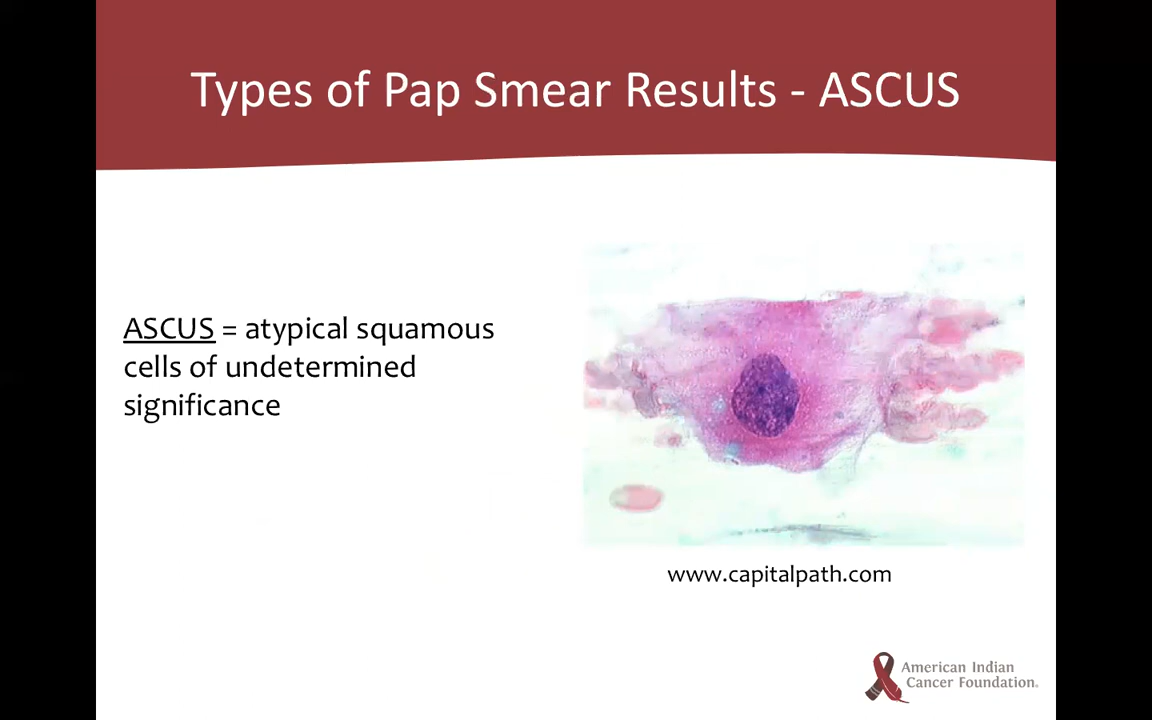 Types of Pap Smear Results - ASCUS
ASCUS = atypical squamous
cells of undetermined
significance
www.capitalpath.com
American Indian
Cancer Foundation.